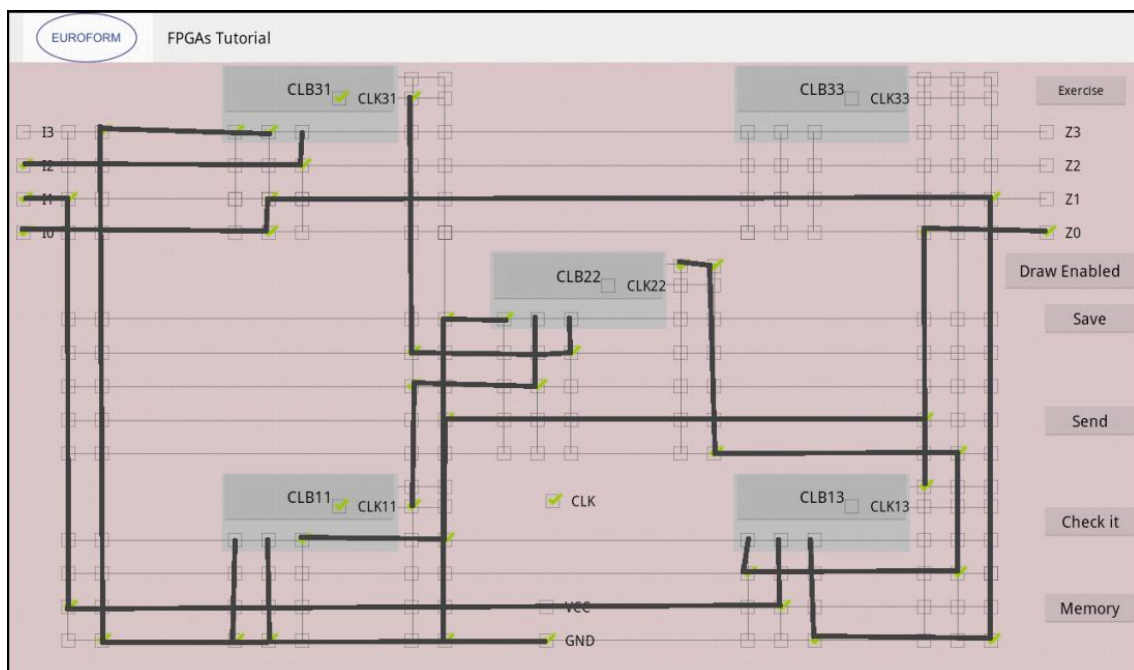 EUROFORM FPGAs Tutorial
CLB31 CLK31
CLB33 CLK33
Exercise
I3
Z3
I2
Z2
I1
Z1
I0
Z0
CLB22 CLK22
Draw Enabled
Save
Send
CLB11 CLK11
CLK
CLB13 CLK13
Check it
VCC
Memory
GND